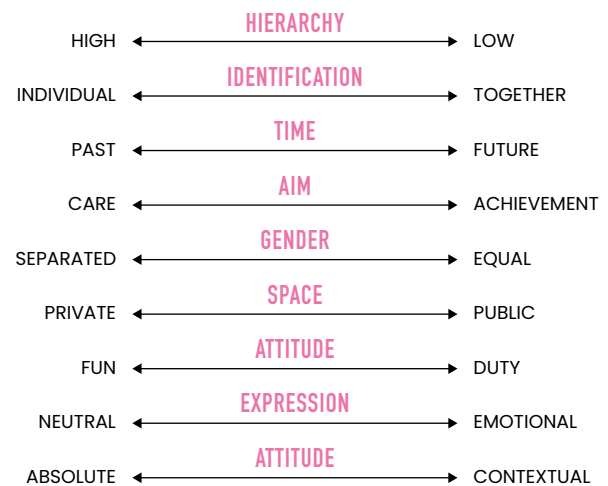 HIERARCHY
HIGH LOW
IDENTIFICATION
INDIVIDUAL TOGETHER
TIME
PAST FUTURE
AIM
CARE ACHIEVEMENT
GENDER
SEPARATED EQUAL
SPACE
PRIVATE PUBLIC
ATTITUDE
FUN DUTY
EXPRESSION
NEUTRAL EMOTIONAL
ATTITUDE
ABSOLUTE CONTEXTUAL